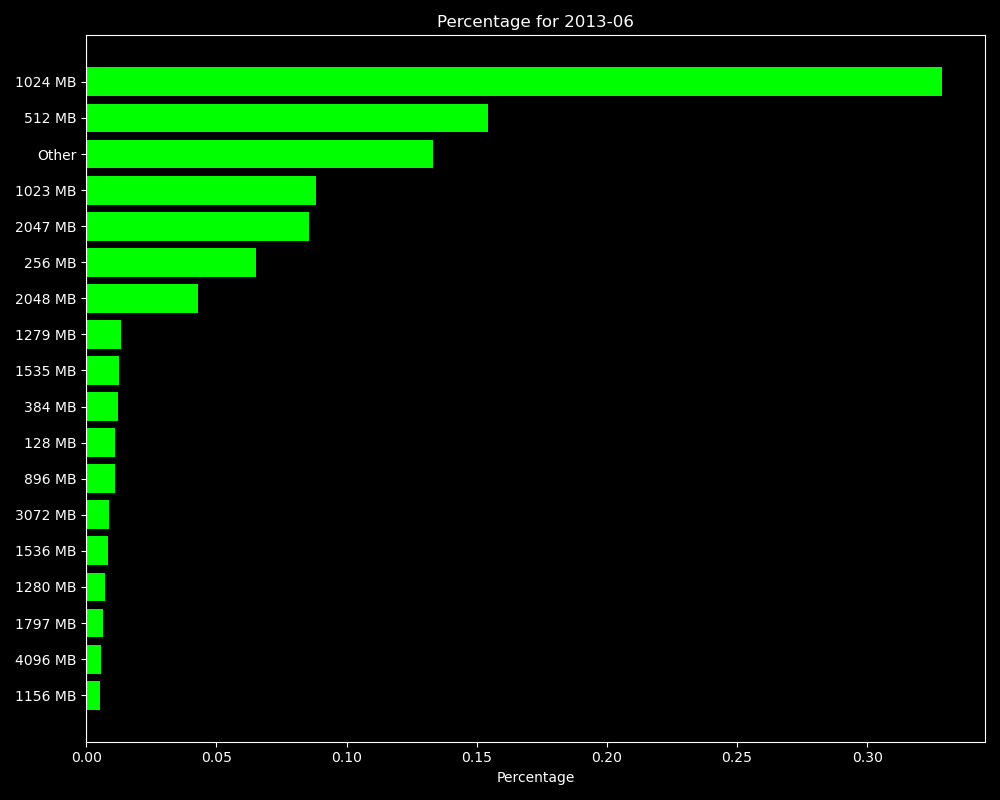 Percentage for 2013-06
1024 MB
512 MB
Other
1023 MB
2047 MB
256 MB
2048 MB
1279 MB
1535 MB
384 MB
128 MB
896 MB
3072 MB
1536 MB
1280 MB
1797 MB
4096 MB
1156 MB
0.00 0.05 0.10 0.15 0.20 0.25 0.30
Percentage